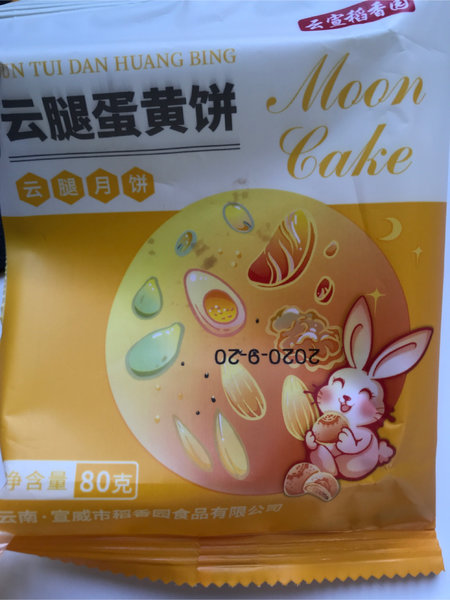 云宣稻香园
UN TUI DAN HUANG BING
云腿蛋黄饼
Moon
Cake
云腿月饼
2020-9-20
净含量 80克
云南·宣威市稻香园食品有限公司